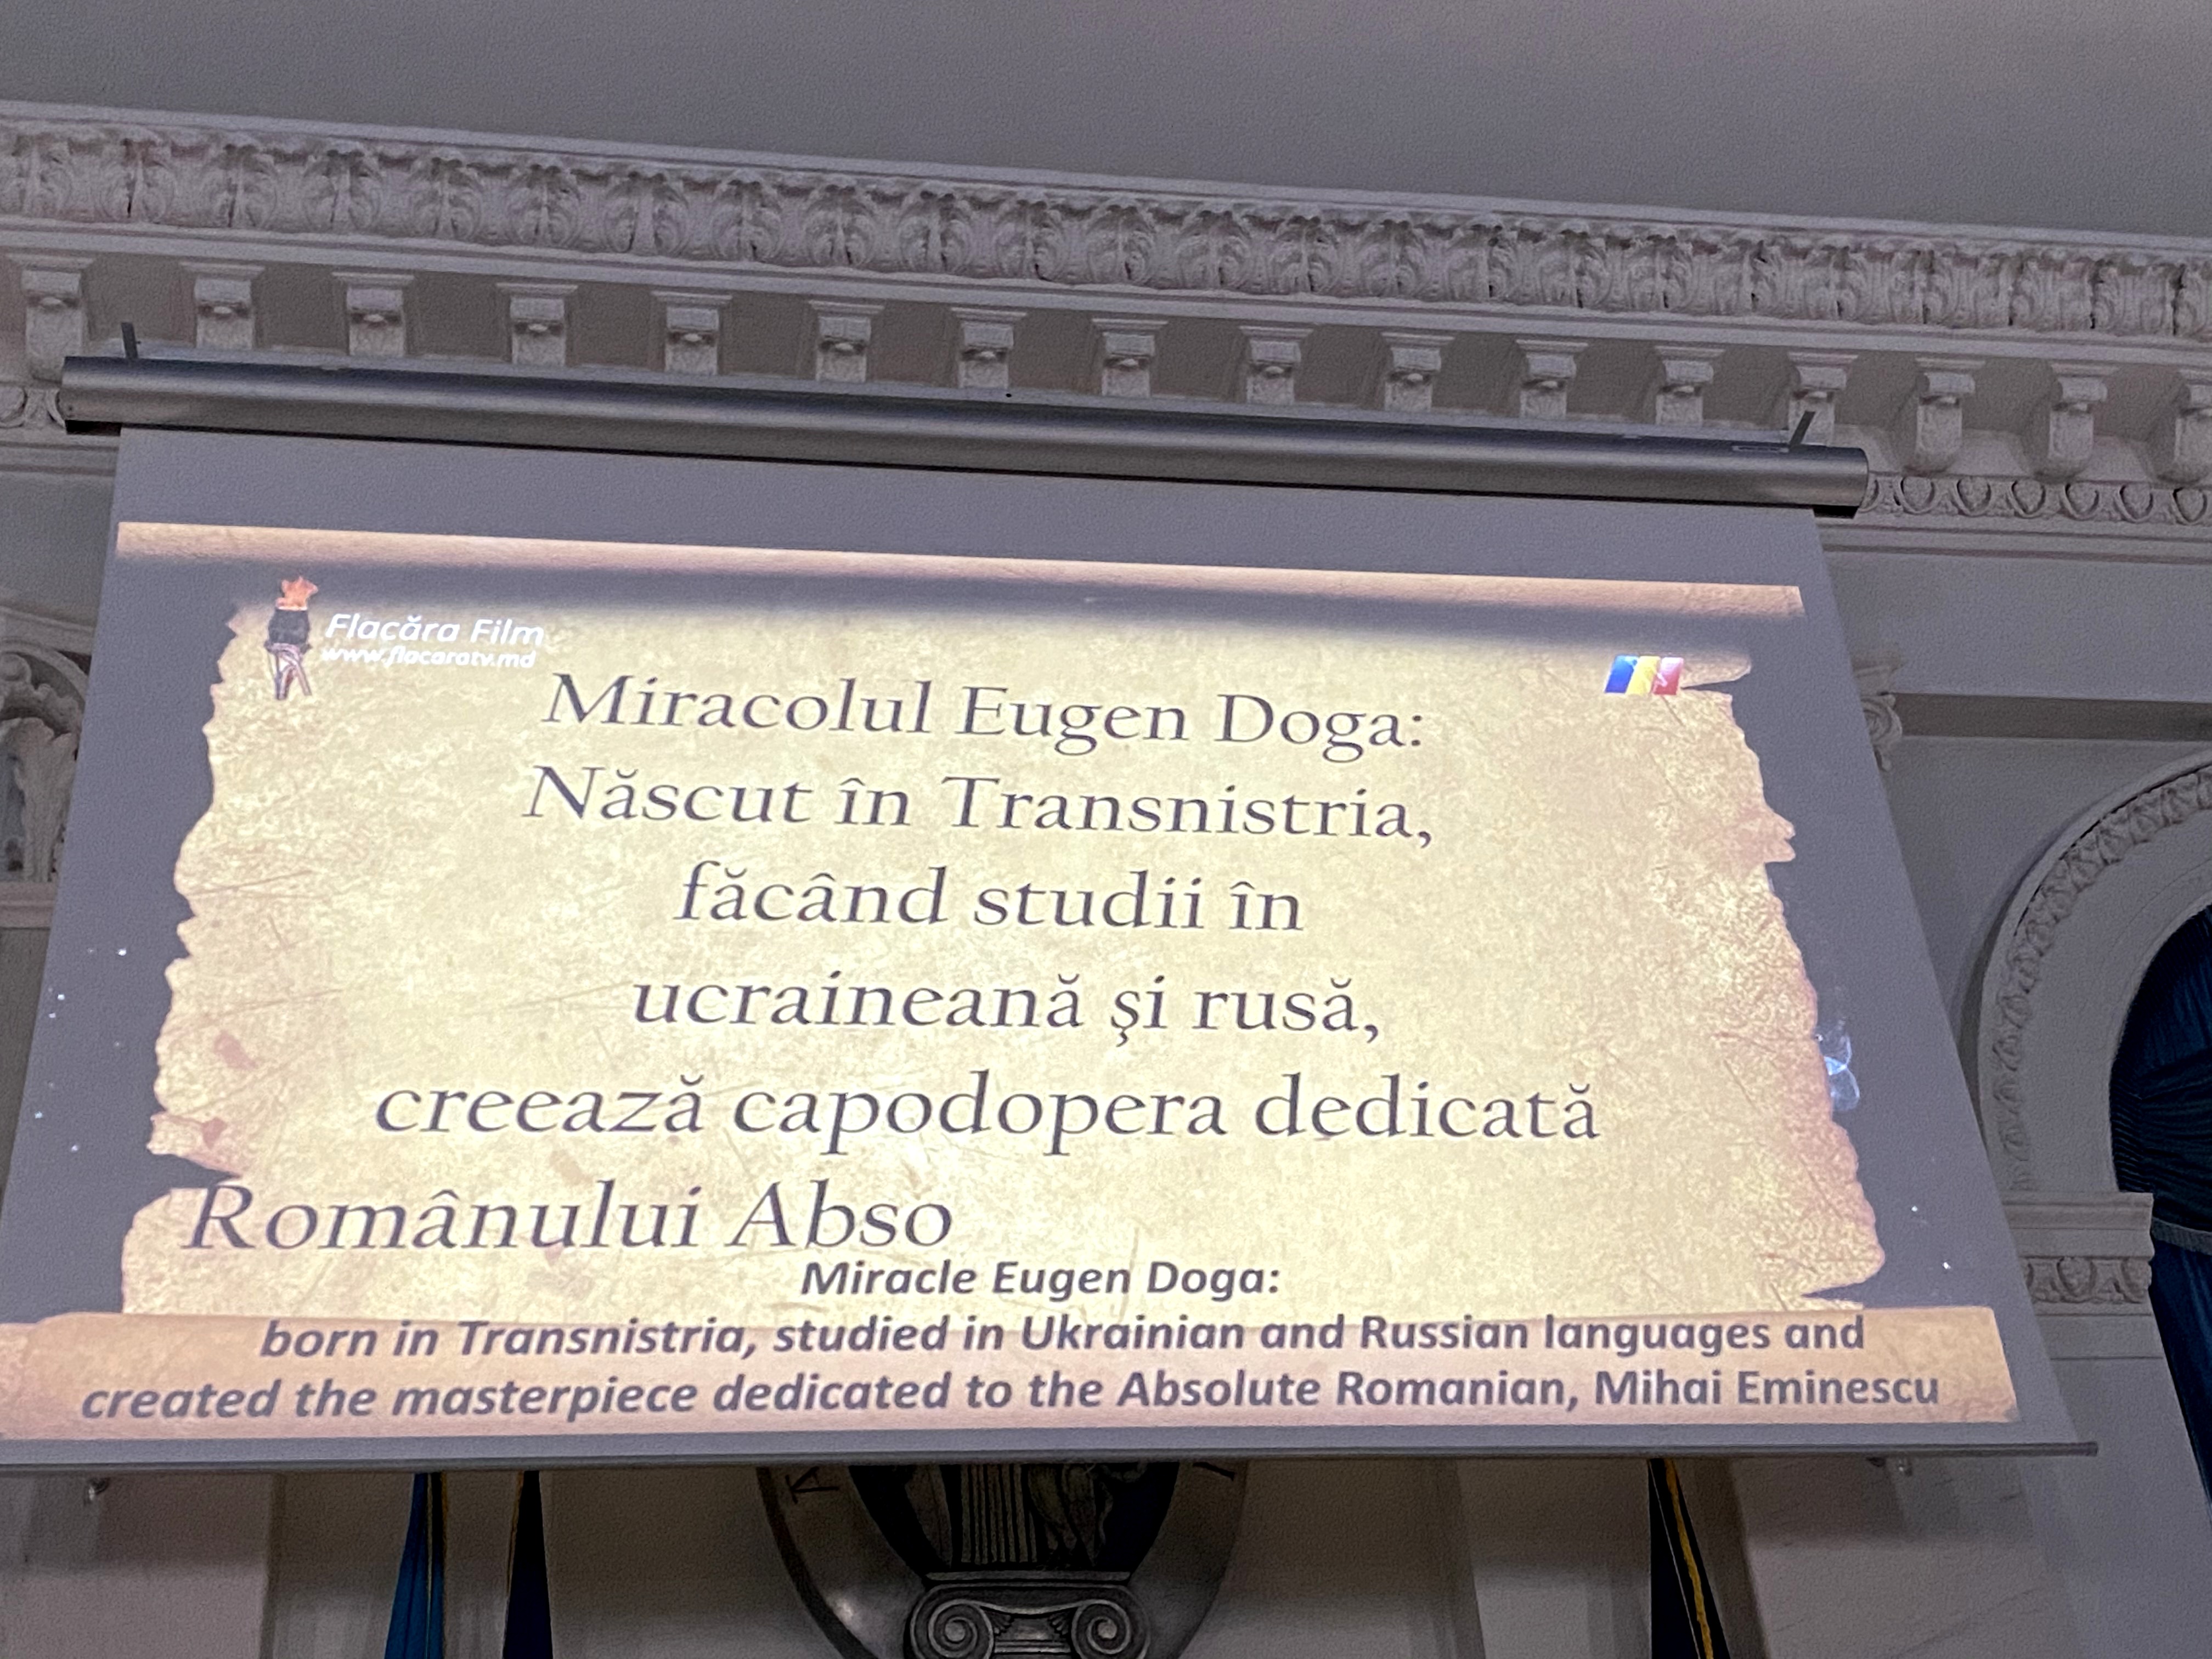 Flacăra Film
www.flacaratv.md
Miracolul Eugen Doga:
Născut în Transnistria,
făcând studii în
ucraineană şi rusă,
creează capodopera dedicată
Românului Abso
Miracle Eugen Doga:
born in Transnistria, studied in Ukrainian and Russian languages and
created the masterpiece dedicated to the Absolute Romanian, Mihai Eminescu